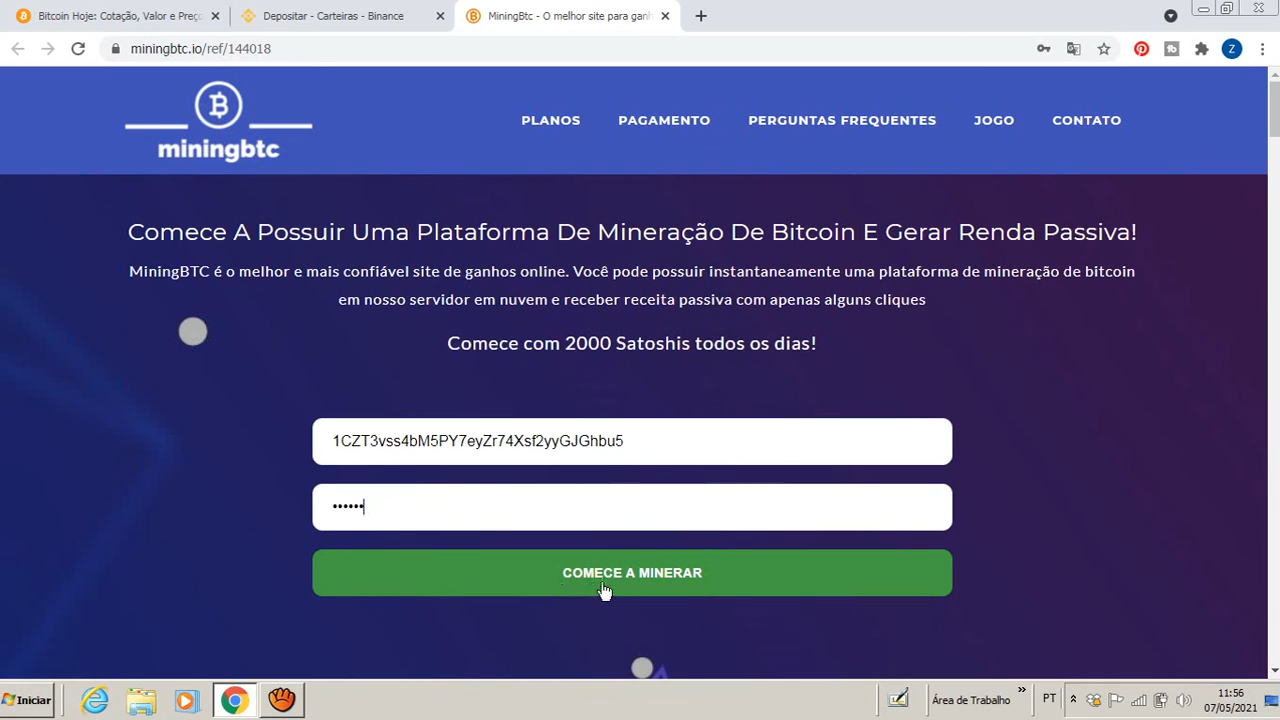 Bitcoin Hoje: Cotação, Valor e Preço
Depositar - Carteiras - Binance
MiningBtc - O melhor site para ganh
miningbtc.io/ref/144018
Z
B
miningbtc
PLANOS
PAGAMENTO
PERGUNTAS FREQUENTES
JOGO
CONTATO
Comece A Possuir Uma Plataforma De Mineração De Bitcoin E Gerar Renda Passiva!
MiningBTC é o melhor e mais confiável site de ganhos online. Você pode possuir instantaneamente uma plataforma de mineração de bitcoin
em nosso servidor em nuvem e receber receita passiva com apenas alguns cliques
Comece com 2000 Satoshis todos os dias!
1CZT3vss4bM5PY7eyZr74Xsf2yyGJGhbu5
••••••
COMECE A MINERAR
Iniciar
Área de Trabalho
»
PT
11:56
07/05/2021